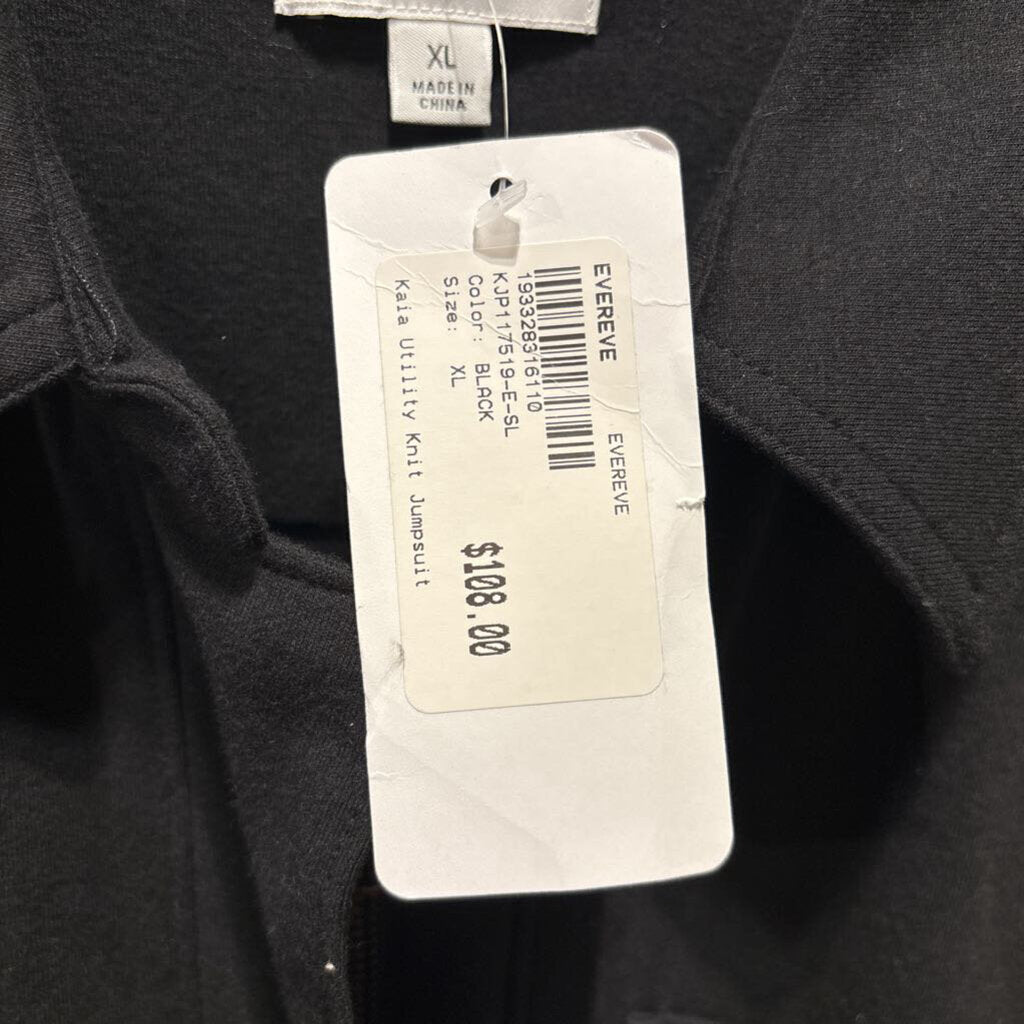 XL
MADE IN
CHINA
EVEREVE
EVEREVE
193328316110
KJP117519-E-SL
Color: BLACK
Size: XL
$108.00
Kaia Utility Knit Jumpsuit